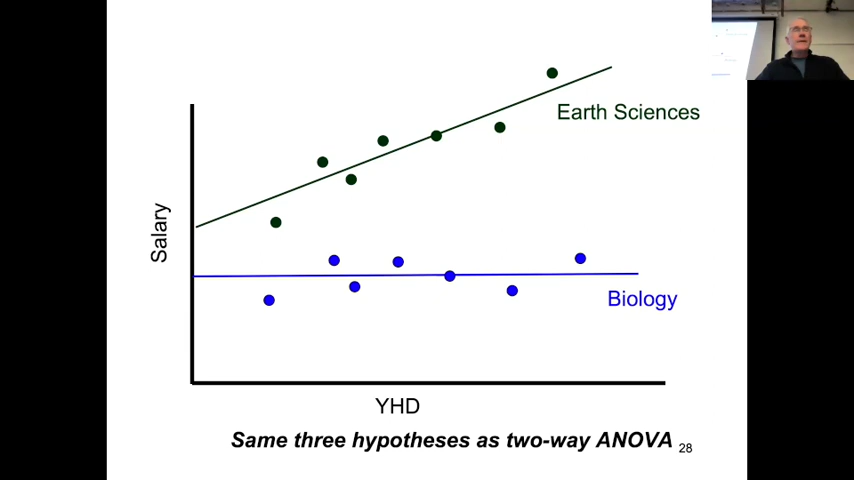 Earth Sciences
Salary
Biology
YHD
Same three hypotheses as two-way ANOVA 28